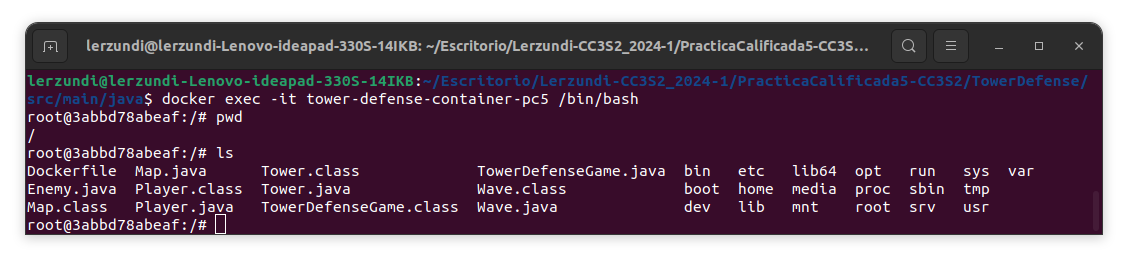 lerzundi@lerzundi-Lenovo-ideapad-330S-14IKB: ~/Escritorio/Lerzundi-CC3S2_2024-1/PracticaCalificada5-CC3S...
lerzundi@lerzundi-Lenovo-ideapad-330S-14IKB:~/Escritorio/Lerzundi-CC3S2_2024-1/PracticaCalificada5-CC3S2/TowerDefense/
src/main/java$ docker exec -it tower-defense-container-pc5 /bin/bash
root@3abbd78abeaf:/# pwd
/
root@3abbd78abeaf:/# ls
Dockerfile  Map.java      Tower.class            TowerDefenseGame.java  bin   etc   lib64  opt   run   sys  var
Enemy.java  Player.class  Tower.java             Wave.class             boot  home  media  proc  sbin  tmp
Map.class   Player.java   TowerDefenseGame.class  Wave.java              dev   lib   mnt    root  srv   usr
root@3abbd78abeaf:/#